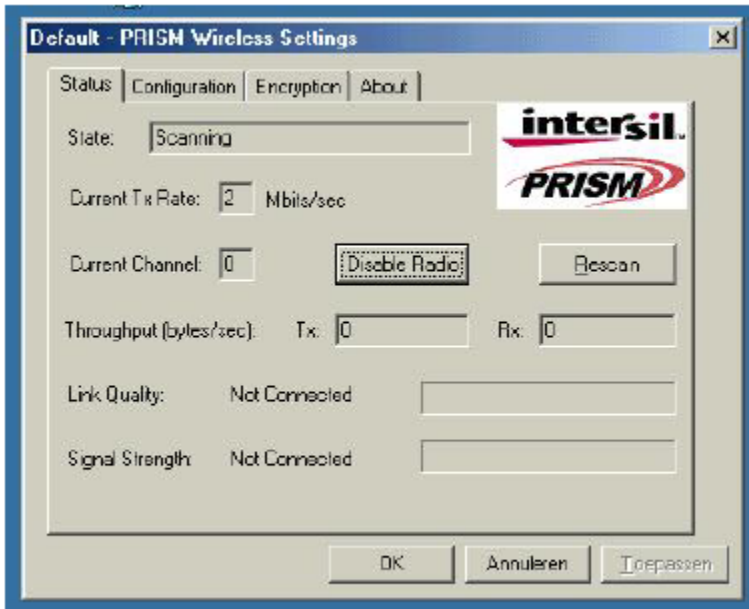 Default - PRISM Wireless Settings
Status Configuration Encryption About
intersil
State: Scanning
PRISM
Current Tx Rate: 2 Mbits/sec
Current Channel: 0 Disable Radio Rescan
Throughput (bytes/sec): Tx: 0 Rx: 0
Link Quality: Not Connected
Signal Strength: Not Connected
OK Annuleren Toepassen